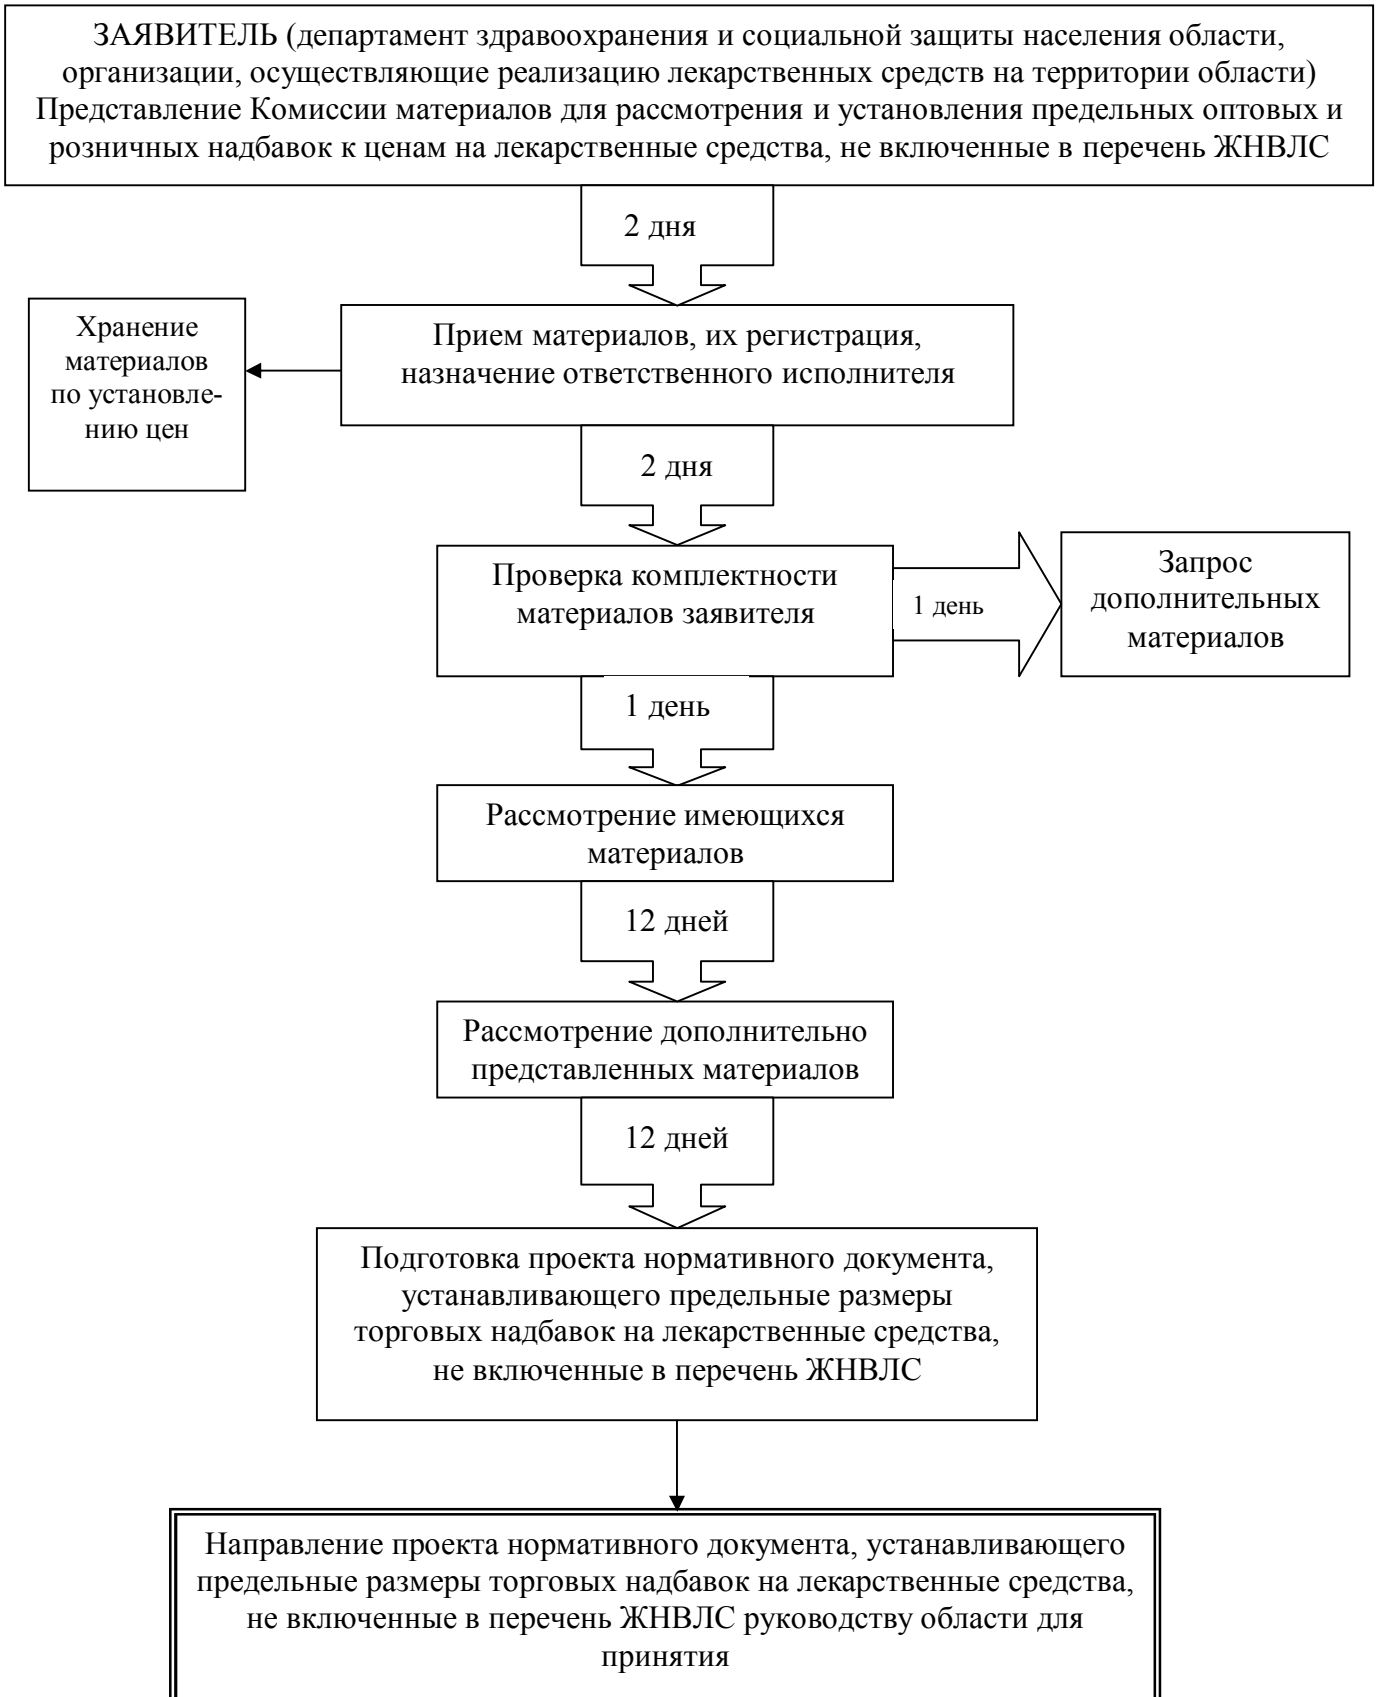 ЗАЯВИТЕЛЬ (департамент здравоохранения и социальной защиты населения области,
организации, осуществляющие реализацию лекарственных средств на территории области)
Представление Комиссии материалов для рассмотрения и установления предельных оптовых и
розничных надбавок к ценам на лекарственные средства, не включенные в перечень ЖНВЛС
2 дня
Хранение
материалов
по установле-
нию цен
Прием материалов, их регистрация,
назначение ответственного исполнителя
2 дня
Проверка комплектности
материалов заявителя
1 день
Запрос
дополнительных
материалов
1 день
Рассмотрение имеющихся
материалов
12 дней
Рассмотрение дополнительно
представленных материалов
12 дней
Подготовка проекта нормативного документа,
устанавливающего предельные размеры
торговых надбавок на лекарственные средства,
не включенные в перечень ЖНВЛС
Направление проекта нормативного документа, устанавливающего
предельные размеры торговых надбавок на лекарственные средства,
не включенные в перечень ЖНВЛС руководству области для
принятия